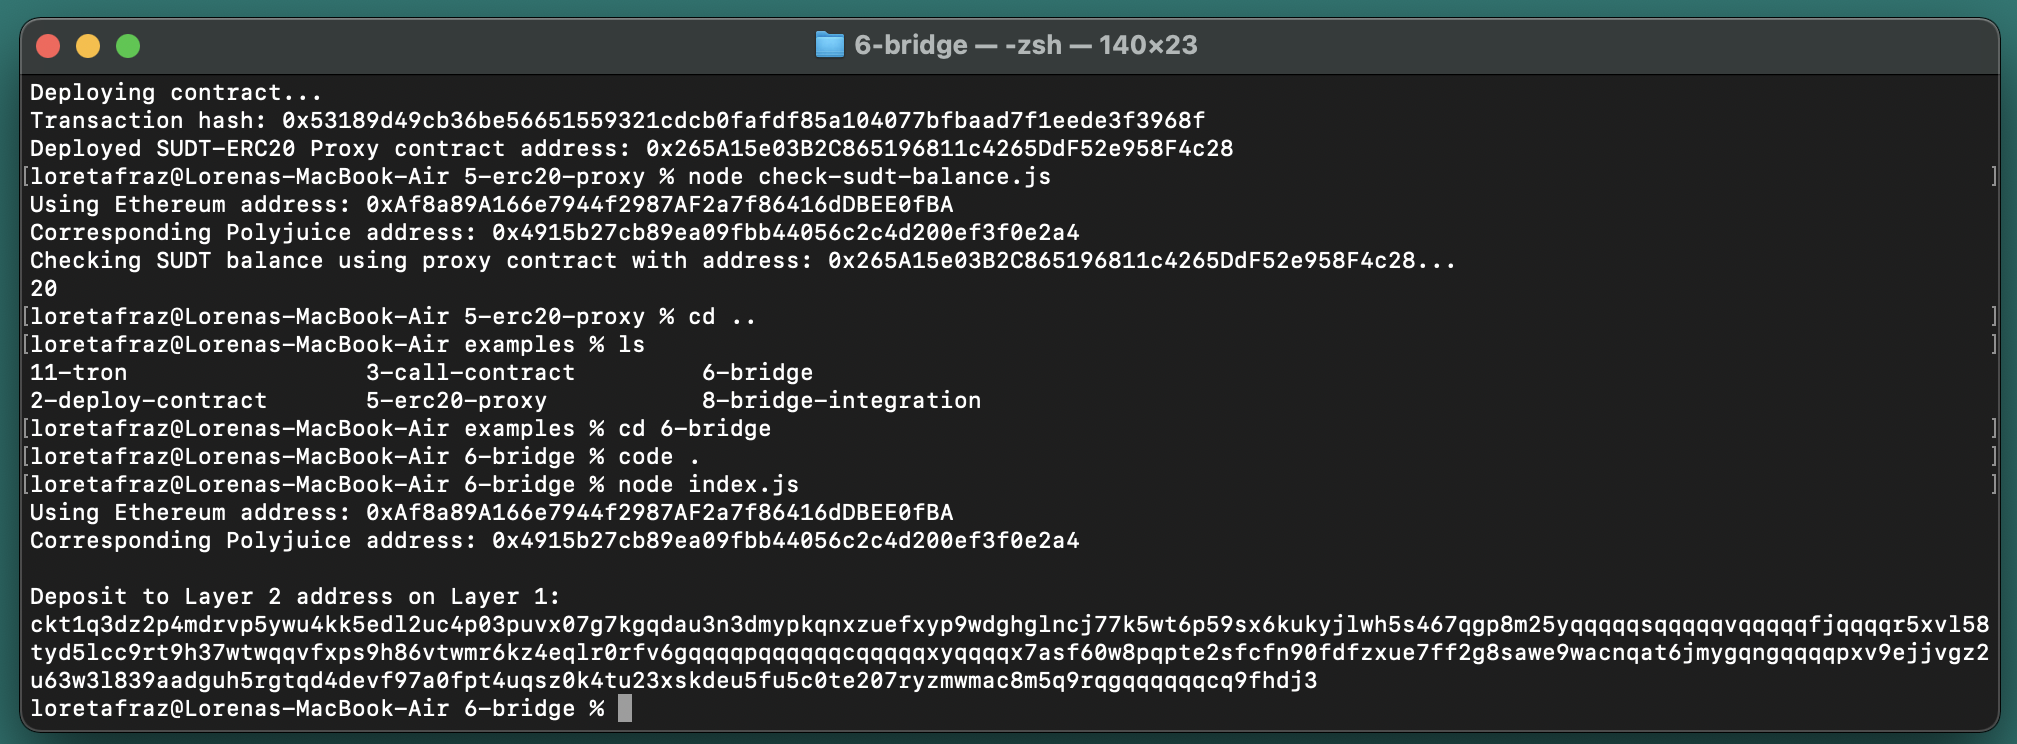 6-bridge — -zsh — 140×23
Deploying contract...
Transaction hash: 0x53189d49cb36be56651559321cdcb0fafdf85a104077bfbaad7f1eede3f3968f
Deployed SUDT-ERC20 Proxy contract address: 0x265A15e03B2C865196811c4265DdF52e958F4c28
[loretafraz@Lorenas-MacBook-Air 5-erc20-proxy % node check-sudt-balance.js ]
Using Ethereum address: 0xAf8a89A166e7944f2987AF2a7f86416dDBEE0fBA
Corresponding Polyjuice address: 0x4915b27cb89ea09fbb44056c2c4d200ef3f0e2a4
Checking SUDT balance using proxy contract with address: 0x265A15e03B2C865196811c4265DdF52e958F4c28...
20
[loretafraz@Lorenas-MacBook-Air 5-erc20-proxy % cd .. ]
[loretafraz@Lorenas-MacBook-Air examples % ls ]
11-tron 3-call-contract 6-bridge
2-deploy-contract 5-erc20-proxy 8-bridge-integration
[loretafraz@Lorenas-MacBook-Air examples % cd 6-bridge ]
[loretafraz@Lorenas-MacBook-Air 6-bridge % code . ]
[loretafraz@Lorenas-MacBook-Air 6-bridge % node index.js ]
Using Ethereum address: 0xAf8a89A166e7944f2987AF2a7f86416dDBEE0fBA
Corresponding Polyjuice address: 0x4915b27cb89ea09fbb44056c2c4d200ef3f0e2a4
Deposit to Layer 2 address on Layer 1:
ckt1q3dz2p4mdrvp5ywu4kk5edl2uc4p03puvx07g7kgqdau3n3dmypkqnxzuefxyp9wdghglncj77k5wt6p59sx6kukyjlwh5s467qgp8m25yqqqqqsqqqqqvqqqqqfjqqqqr5xvl58
tyd5lcc9rt9h37wtwqqvfxps9h86vtwmr6kz4eqlr0rfv6gqqqqpqqqqqqcqqqqqxyqqqqx7asf60w8pqpte2sfcfn90fdfzxue7ff2g8sawe9wacnqat6jmygqngqqqqpxv9ejjvgz2
u63w3l839aadguh5rgtqd4devf97a0fpt4uqsz0k4tu23xskdeu5fu5c0te207ryzmwmac8m5q9rqgqqqqqqcq9fhdj3
loretafraz@Lorenas-MacBook-Air 6-bridge %